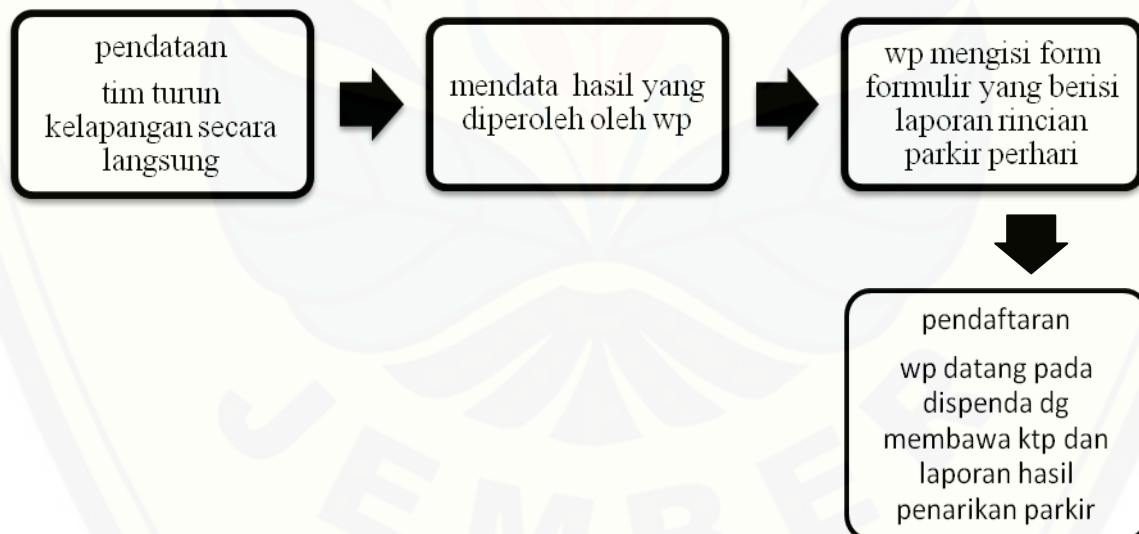 pendataan
tim turun
kelapangan secara
langsung
mendata hasil yang
diperoleh oleh wp
wp mengisi form
formulir yang berisi
laporan rincian
parkir perhari
pendaftaran
wp datang pada
dispenda dg
membawa ktp dan
laporan hasil
penarikan parkir
JEMBER